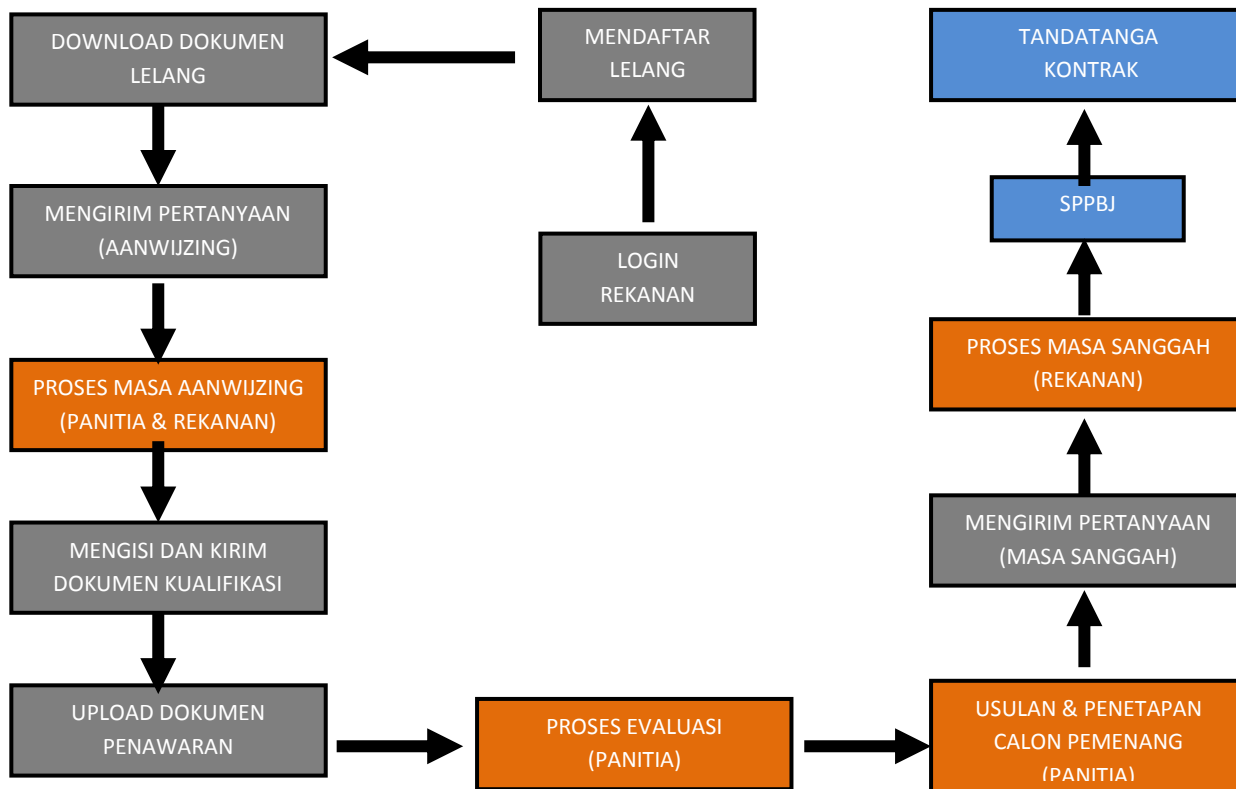 DOWNLOAD DOKUMEN
LELANG
MENDAFTAR
LELANG
TANDATANGA
KONTRAK
MENGIRIM PERTANYAAN
(AANWIJZING)
LOGIN
REKANAN
SPPBJ
PROSES MASA AANWIJZING
(PANITIA & REKANAN)
PROSES MASA SANGGAH
(REKANAN)
MENGISI DAN KIRIM
DOKUMEN KUALIFIKASI
MENGIRIM PERTANYAAN
(MASA SANGGAH)
UPLOAD DOKUMEN
PENAWARAN
PROSES EVALUASI
(PANITIA)
USULAN & PENETAPAN
CALON PEMENANG
(PANITIA)